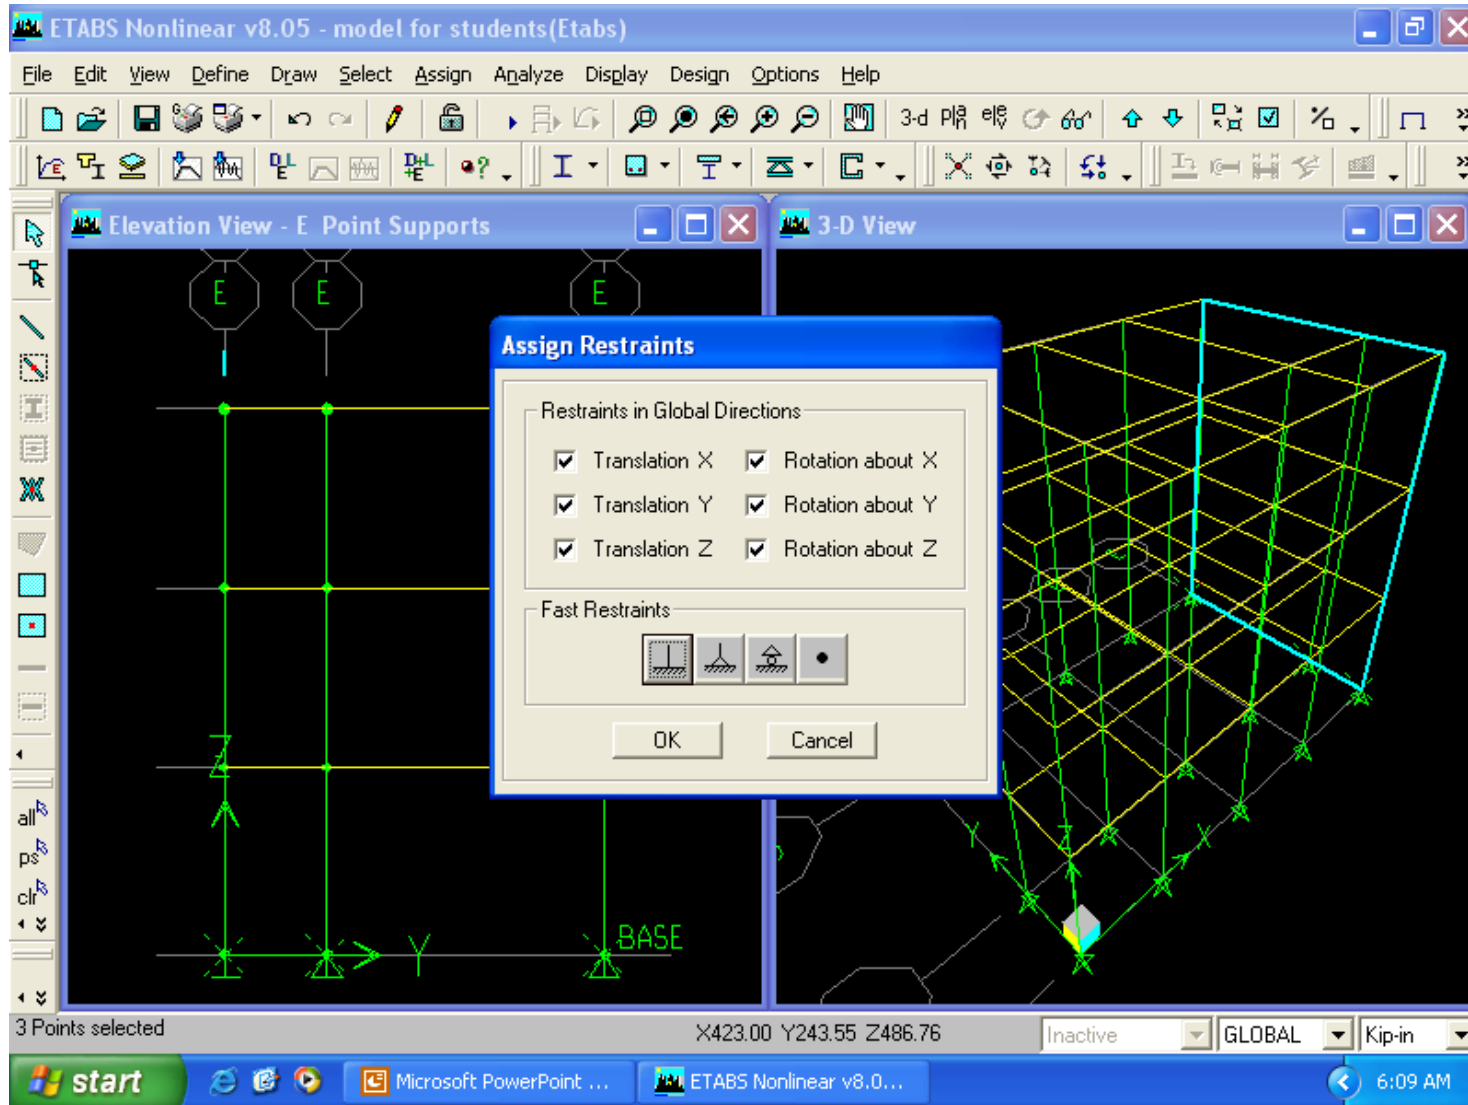 ETABS Nonlinear v8.05 - model for students(Etabs)
File Edit View Define Draw Select Assign Analyze Display Design Options Help
3-d
E
D+L
+E
?
Elevation View - E Point Supports
3-D View
E E E
Assign Restraints
Restraints in Global Directions
Translation X Rotation about X
Translation Y Rotation about Y
Translation Z Rotation about Z
Fast Restraints
OK Cancel
Z
Y
BASE
Y Z X
all
ps
clr
3 Points selected
X423.00 Y243.55 Z486.76
Inactive
GLOBAL
Kip-in
start
Microsoft PowerPoint ...
ETABS Nonlinear v8.0...
6:09 AM